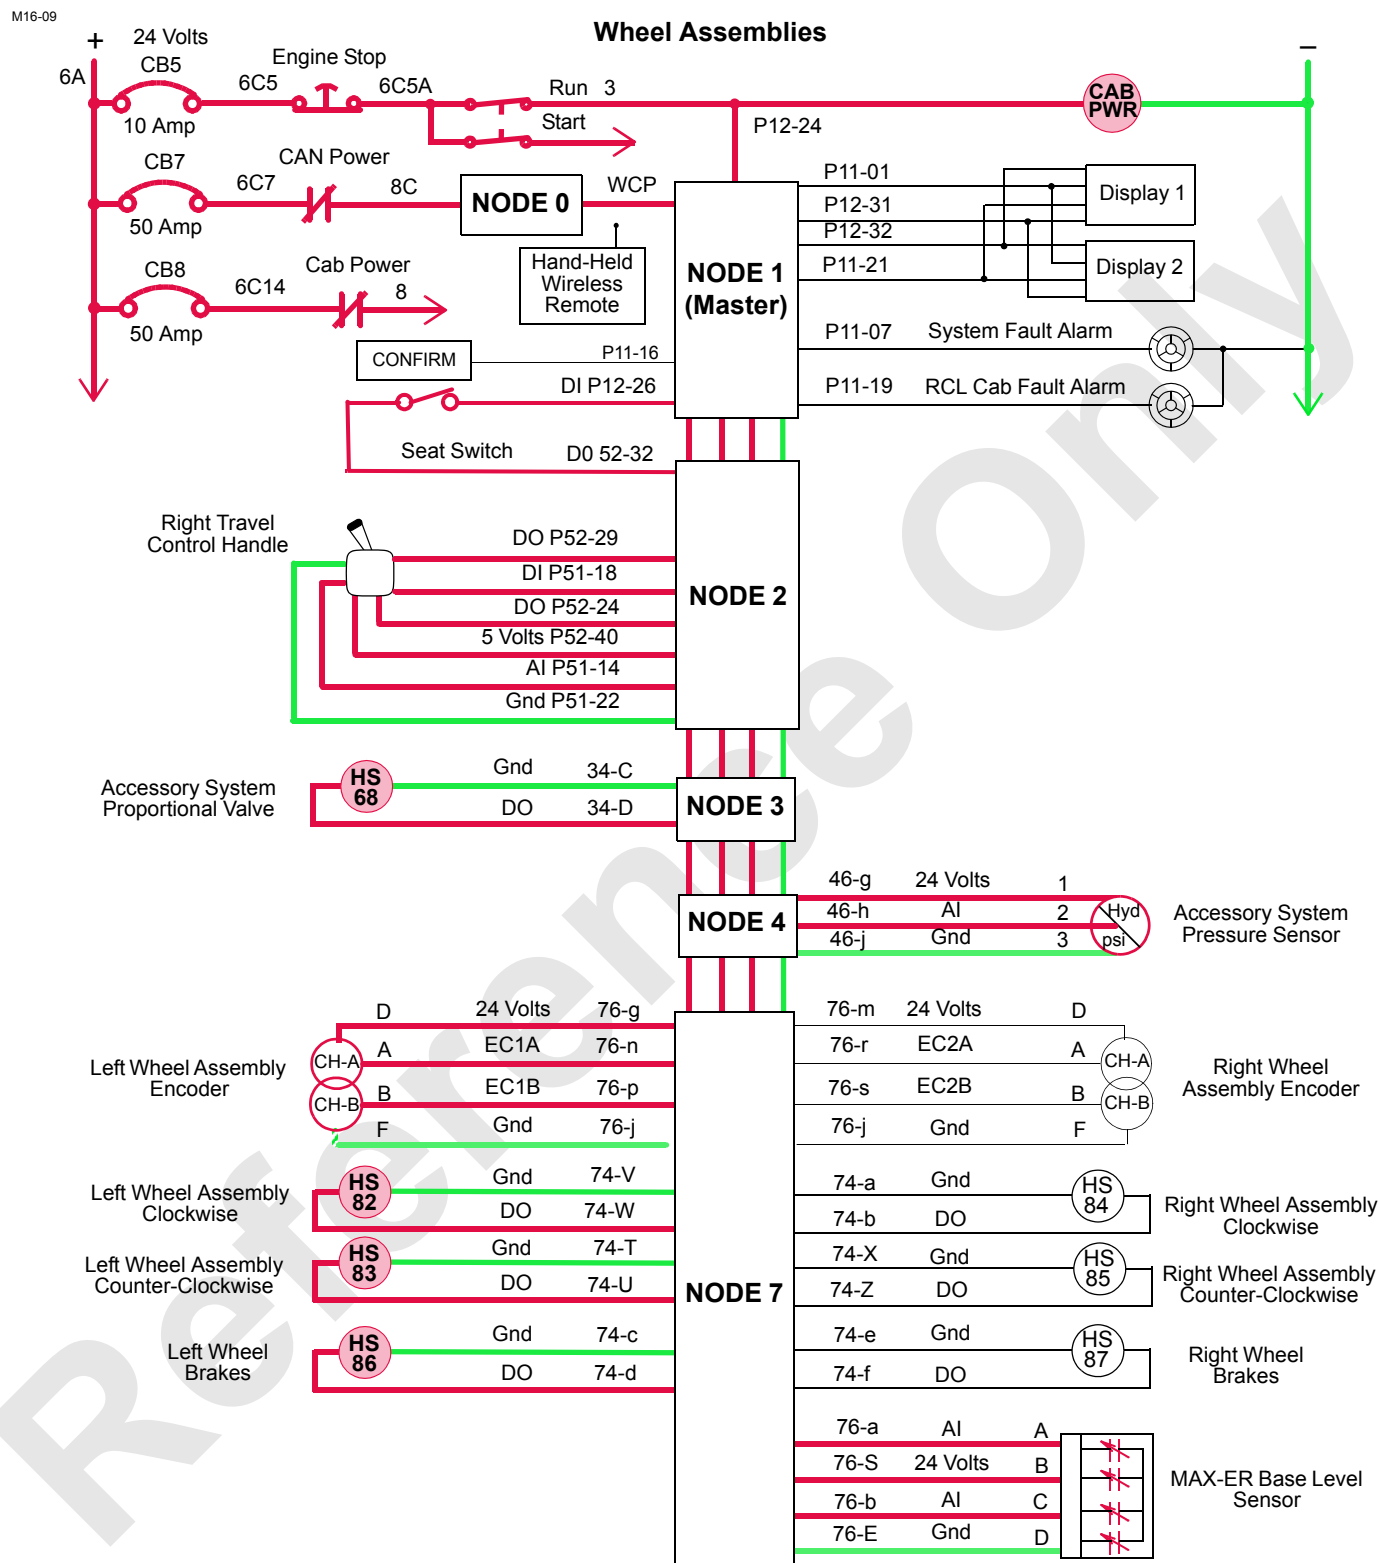 M16-09
Wheel Assemblies
+
24 Volts
–
6A
CB5
6C5
Engine Stop
6C5A
Run 3
CAB
PWR
10 Amp
Start
P12-24
CB7
6C7
CAN Power
8C
NODE 0
WCP
50 Amp
Hand-Held
Wireless
Remote
CB8
6C14
Cab Power
8
50 Amp
NODE 1
(Master)
P11-01
P12-31
P12-32
P11-21
Display 1
Display 2
P11-07 System Fault Alarm
P11-19 RCL Cab Fault Alarm
CONFIRM
P11-16
DI P12-26
Seat Switch
D0 52-32
Right Travel
Control Handle
DO P52-29
DI P51-18
DO P52-24
5 Volts P52-40
AI P51-14
Gnd P51-22
NODE 2
Accessory System
Proportional Valve
HS
68
Gnd 34-C
DO 34-D
NODE 3
NODE 4
46-g 24 Volts 1
46-h AI 2
46-j Gnd 3
Hyd
psi
Accessory System
Pressure Sensor
Left Wheel Assembly
Encoder
CH-A
CH-B
D 24 Volts 76-g
A EC1A 76-n
B EC1B 76-p
F Gnd 76-j
76-m 24 Volts D
76-r EC2A A
76-s EC2B B
76-j Gnd F
CH-A
CH-B
Right Wheel
Assembly Encoder
Left Wheel Assembly
Clockwise
HS
82
Gnd 74-V
DO 74-W
74-a Gnd
74-b DO
HS
84
Right Wheel Assembly
Clockwise
Left Wheel Assembly
Counter-Clockwise
HS
83
Gnd 74-T
DO 74-U
NODE 7
74-X Gnd
74-Z DO
HS
85
Right Wheel Assembly
Counter-Clockwise
Left Wheel
Brakes
HS
86
Gnd 74-c
DO 74-d
74-e Gnd
74-f DO
HS
87
Right Wheel
Brakes
76-a AI A
76-S 24 Volts B
76-b AI C
76-E Gnd D
MAX-ER Base Level
Sensor
Reference Only